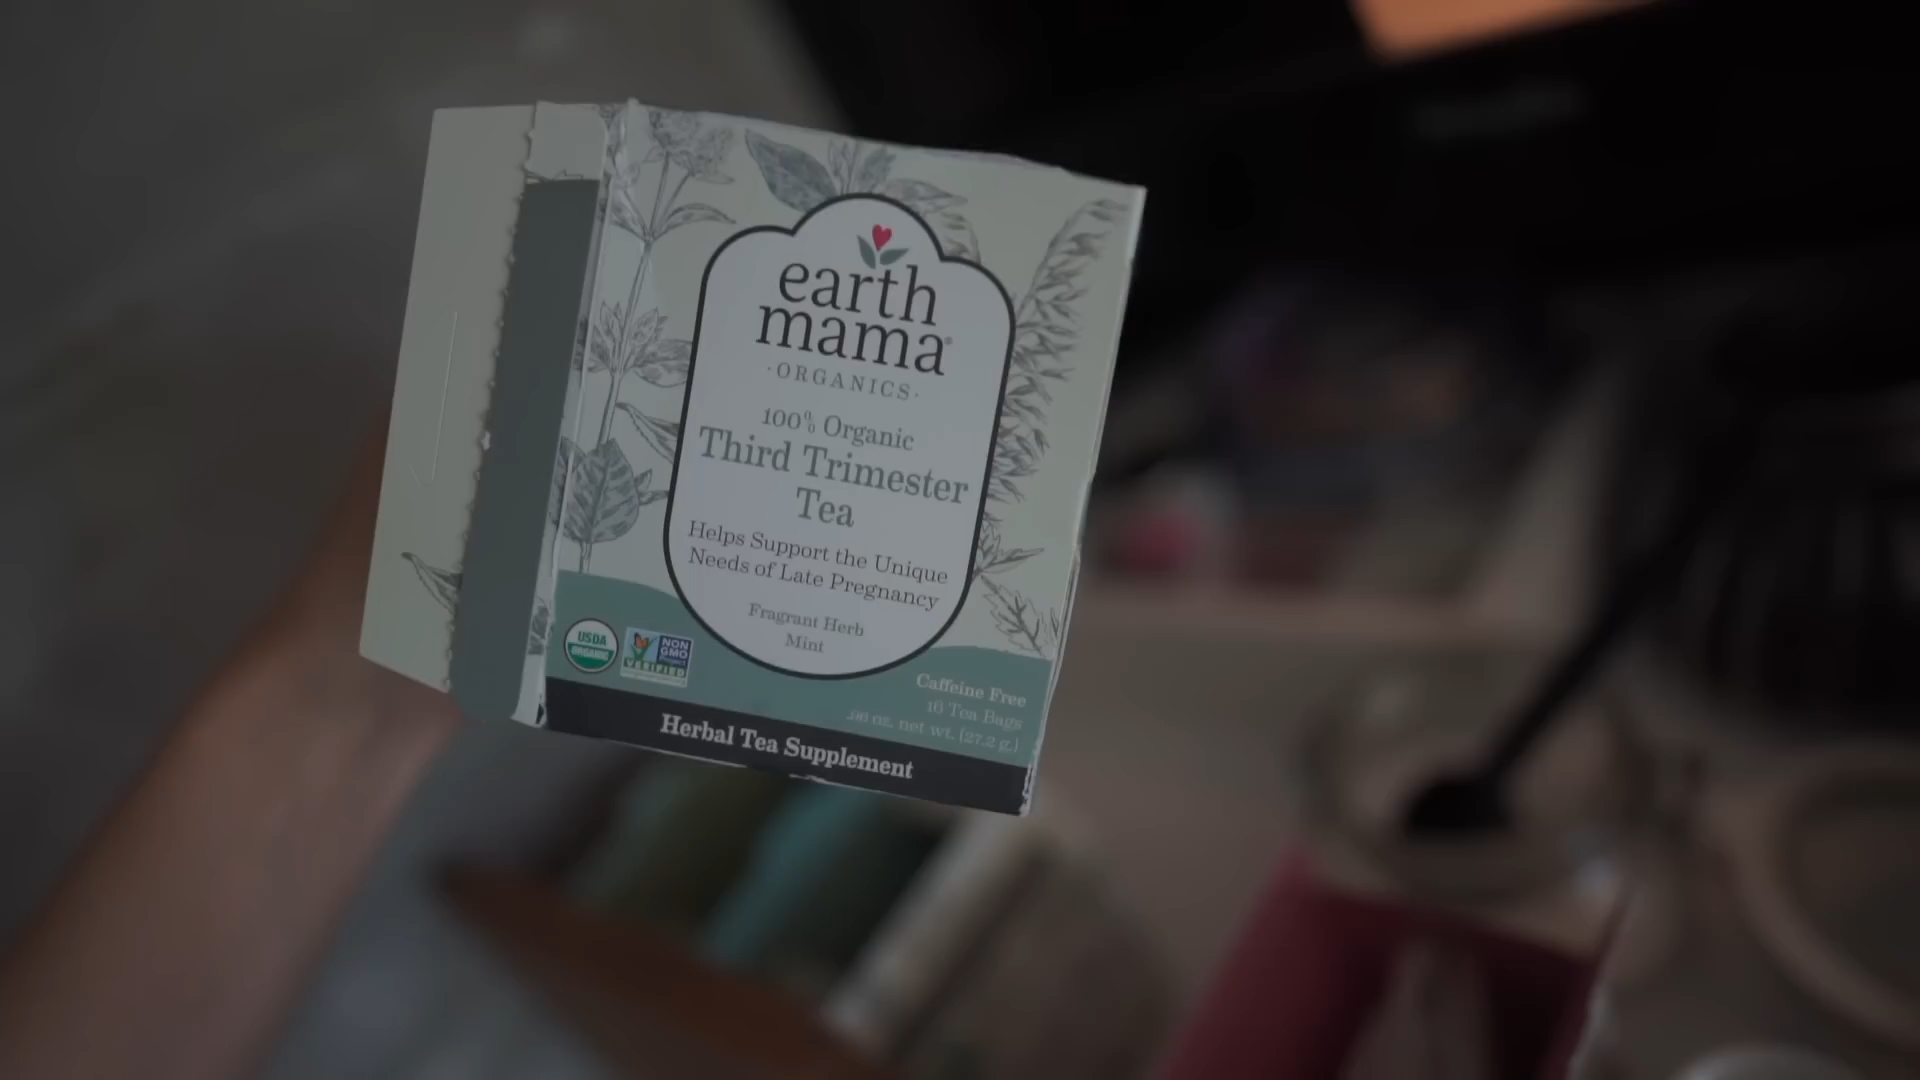 earth
mama®
·ORGANICS·
100% Organic
Third Trimester
Tea
Helps Support the Unique
Needs of Late Pregnancy
Fragrant Herb
Mint
USDA
ORGANIC
NON
GMO
Project
VERIFIED
Caffeine Free
16 Tea Bags
.96 oz. net wt. (27.2 g.)
Herbal Tea Supplement